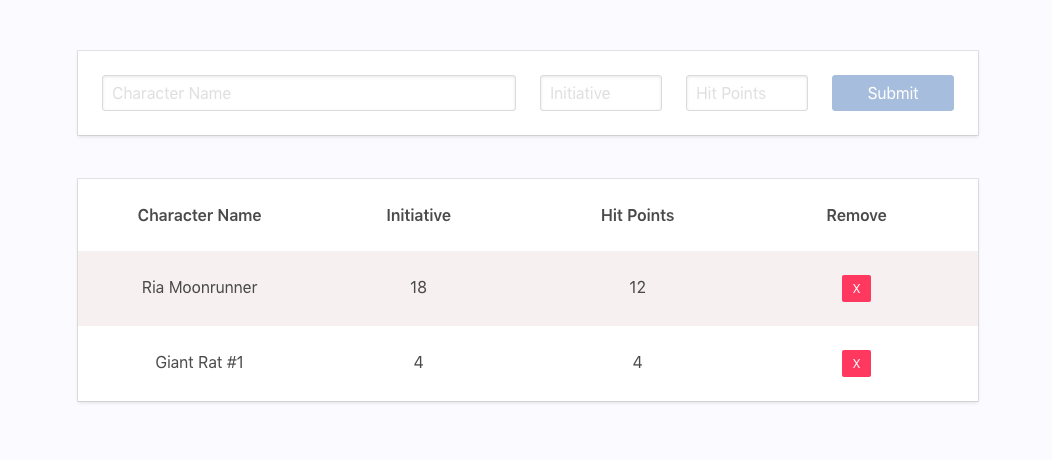 Character Name Initiative Hit Points Submit
Character Name Initiative Hit Points Remove
Ria Moonrunner 18 12 X
Giant Rat #1 4 4 X